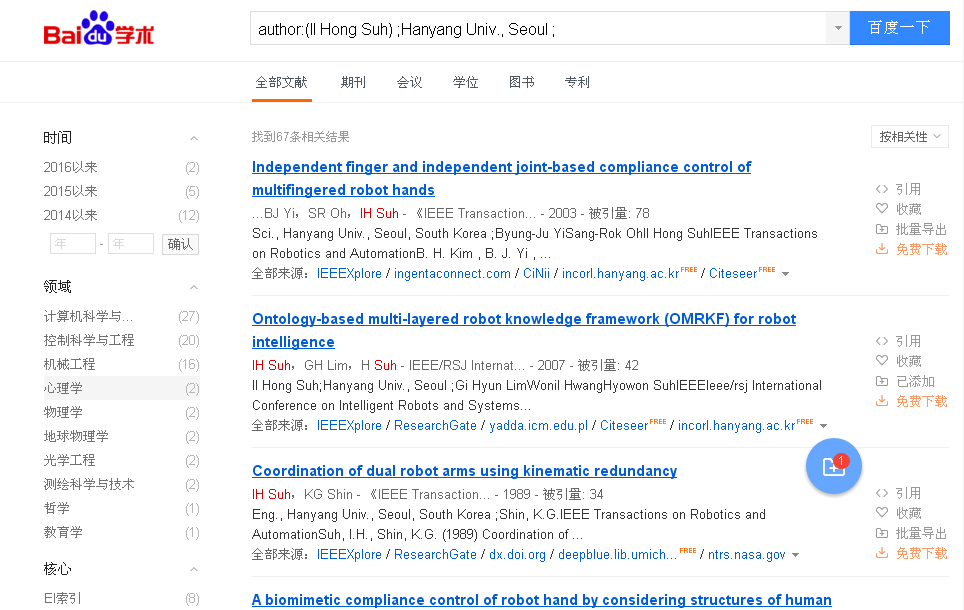 Bai du 学术
author:(Il Hong Suh) ;Hanyang Univ., Seoul ;
百度一下
全部文献 期刊 会议 学位 图书 专利
时间
2016以来 (2)
2015以来 (5)
2014以来 (12)
年 - 年 确认
领域
计算机科学与... (27)
控制科学与工程 (20)
机械工程 (16)
心理学 (2)
物理学 (2)
地球物理学 (2)
光学工程 (2)
测绘科学与技术 (2)
哲学 (1)
教育学 (1)
核心
EI索引 (8)
找到67条相关结果
按相关性
Independent finger and independent joint-based compliance control of
multifingered robot hands
...BJ Yi，SR Oh，IH Suh - 《IEEE Transaction... - 2003 - 被引量: 78
Sci., Hanyang Univ., Seoul, South Korea ;Byung-Ju YiSang-Rok OhIl Hong SuhIEEE Transactions
on Robotics and AutomationB. H. Kim , B. J. Yi , ...
全部来源：IEEEXplore / ingentaconnect.com / CiNii / incorl.hanyang.ac.kr FREE / Citeseer FREE
引用
收藏
批量导出
免费下载
Ontology-based multi-layered robot knowledge framework (OMRKF) for robot
intelligence
IH Suh，GH Lim，H Suh - IEEE/RSJ Internat... - 2007 - 被引量: 42
Il Hong Suh;Hanyang Univ., Seoul ;Gi Hyun LimWonil HwangHyowon SuhIEEEIeee/rsj International
Conference on Intelligent Robots and Systems...
全部来源：IEEEXplore / ResearchGate / yadda.icm.edu.pl / Citeseer FREE / incorl.hanyang.ac.kr FREE
引用
收藏
已添加
免费下载
1
Coordination of dual robot arms using kinematic redundancy
IH Suh，KG Shin - 《IEEE Transaction... - 1989 - 被引量: 34
Eng., Hanyang Univ., Seoul, South Korea ;Shin, K.G.IEEE Transactions on Robotics and
AutomationSuh, I.H., Shin, K.G. (1989) Coordination of ...
全部来源：IEEEXplore / ResearchGate / dx.doi.org / deepblue.lib.umich... FREE / ntrs.nasa.gov
引用
收藏
批量导出
免费下载
A biomimetic compliance control of robot hand by considering structures of human